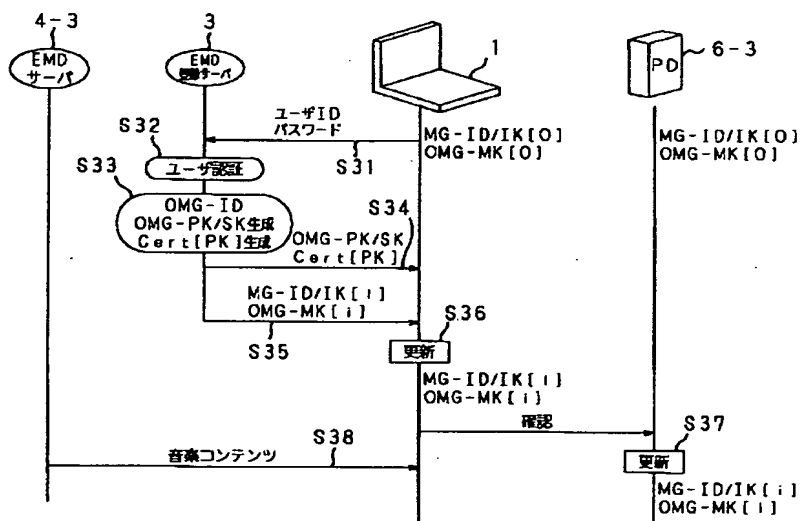 4-3
3
1
6-3
EMD
サーバ
EMD
登録サーバ
PD
ユーザID
パスワード
S31
MG-ID/IK[0]
OMG-MK[0]
MG-ID/IK[0]
OMG-MK[0]
S32
ユーザ認証
S33
OMG-ID
OMG-PK/SK生成
Cert[PK]生成
S34
OMG-PK/SK
Cert[PK]
MG-ID/IK[i]
OMG-MK[i]
S35
S36
更新
MG-ID/IK[i]
OMG-MK[i]
確認
S37
更新
S38
音楽コンテンツ
MG-ID/IK[i]
OMG-MK[i]